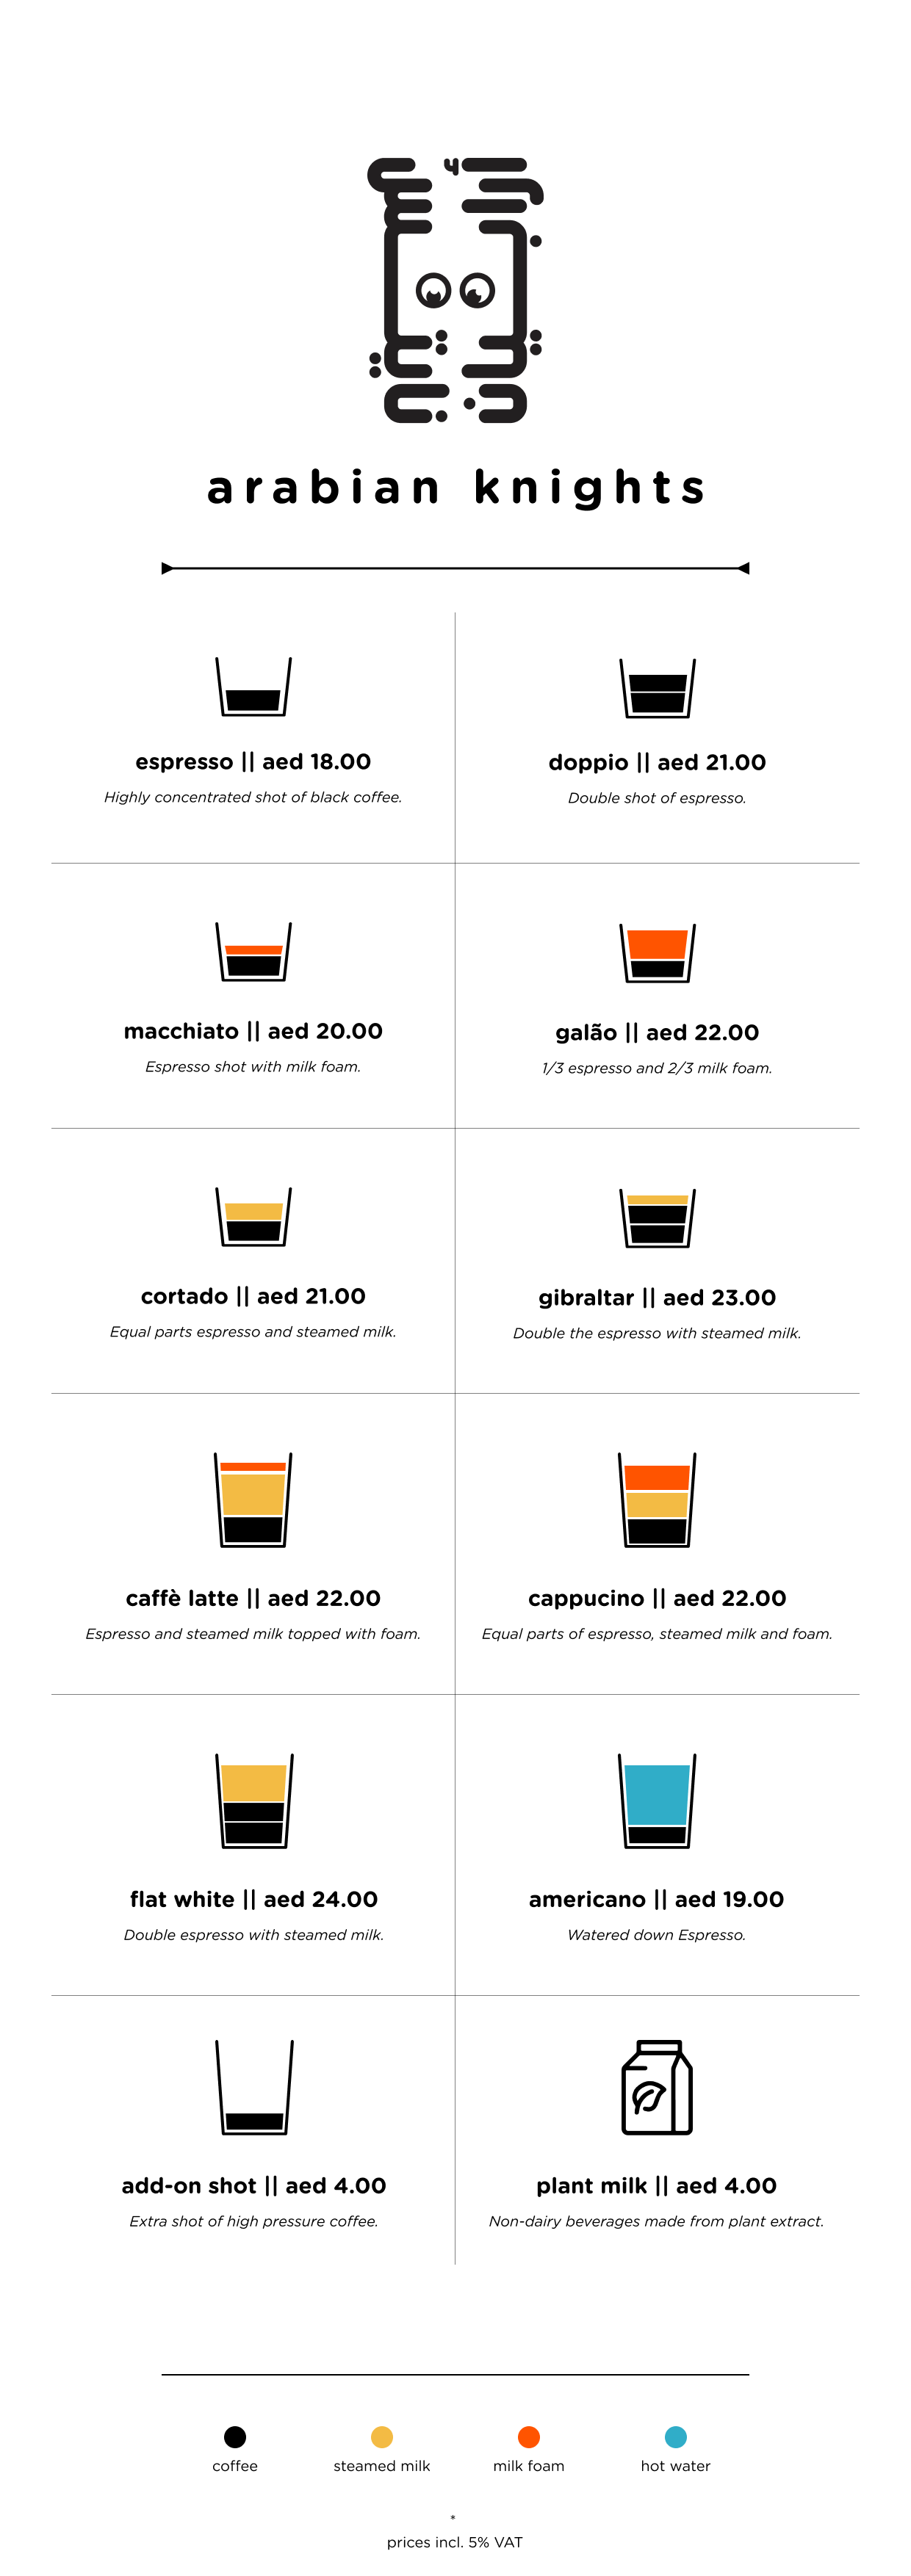 arabian knights
espresso || aed 18.00
Highly concentrated shot of black coffee.
doppio || aed 21.00
Double shot of espresso.
macchiato || aed 20.00
Espresso shot with milk foam.
galão || aed 22.00
1/3 espresso and 2/3 milk foam.
cortado || aed 21.00
Equal parts espresso and steamed milk.
gibraltar || aed 23.00
Double the espresso with steamed milk.
caffè latte || aed 22.00
Espresso and steamed milk topped with foam.
cappucino || aed 22.00
Equal parts of espresso, steamed milk and foam.
flat white || aed 24.00
Double espresso with steamed milk.
americano || aed 19.00
Watered down Espresso.
add-on shot || aed 4.00
Extra shot of high pressure coffee.
plant milk || aed 4.00
Non-dairy beverages made from plant extract.
coffee
steamed milk
milk foam
hot water
*
prices incl. 5% VAT